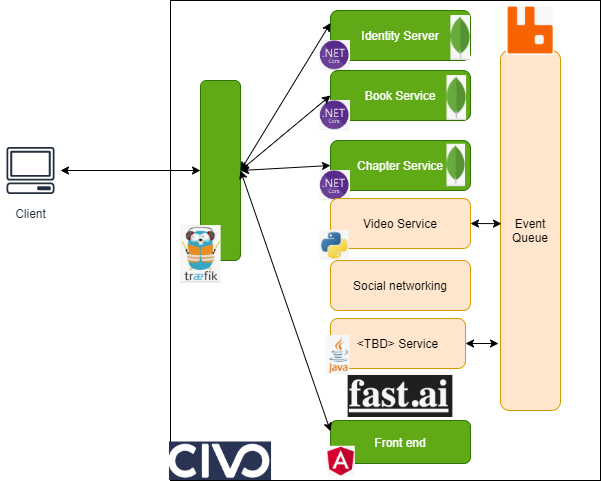 Identity Server
.NET
Core
Book Service
.NET
Core
Chapter Service
.NET
Core
Client
træfik
Video Service
Event
Queue
Social networking
<TBD> Service
Java
fast.ai
Front end
A
CIVO